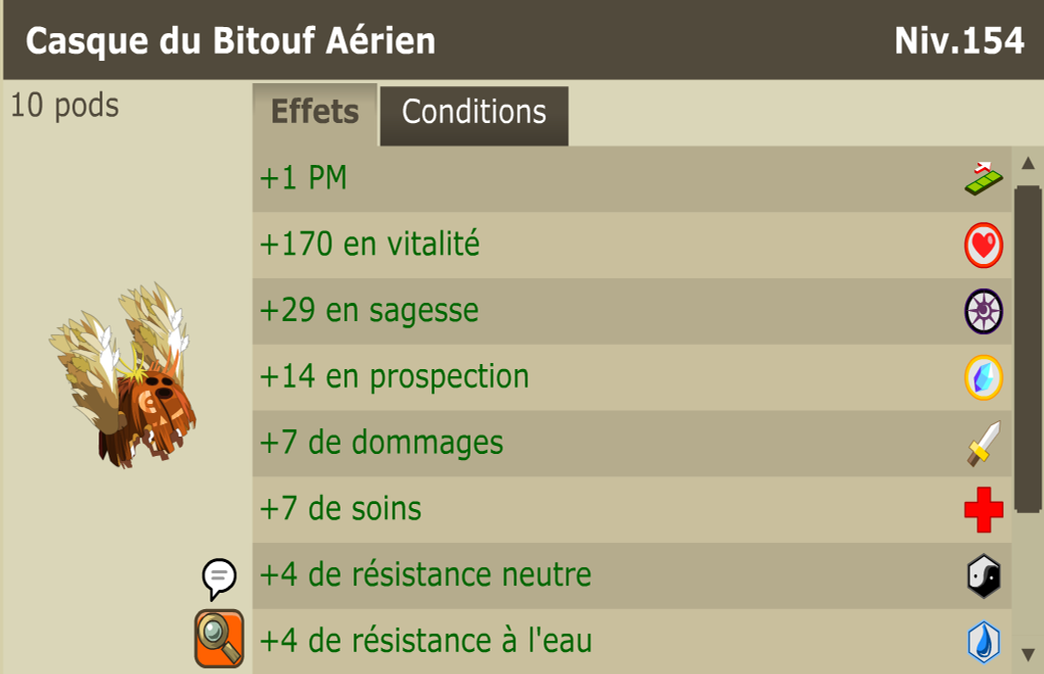 Casque du Bitouf Aérien
Niv.154
10 pods
Effets
Conditions
+1 PM
+170 en vitalité
+29 en sagesse
+14 en prospection
+7 de dommages
+7 de soins
+4 de résistance neutre
+4 de résistance à l'eau